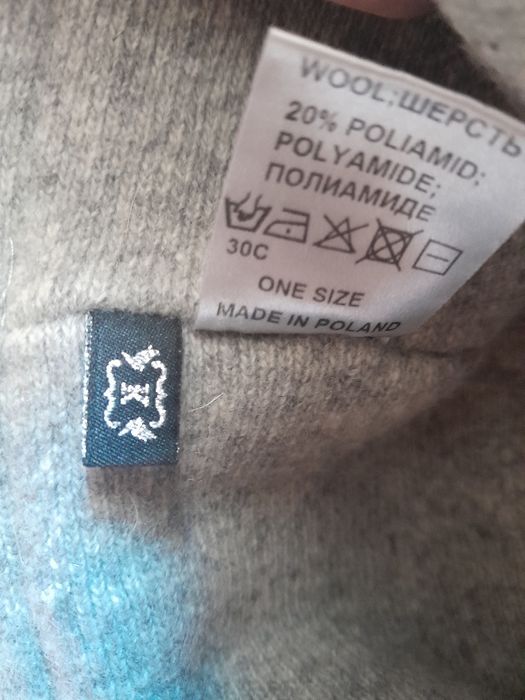 WOOL;ШЕРСТЬ
20% POLIAMID;
POLYAMIDE;
ПОЛИАМИДЕ
30C
ONE SIZE
MADE IN POLAND
K